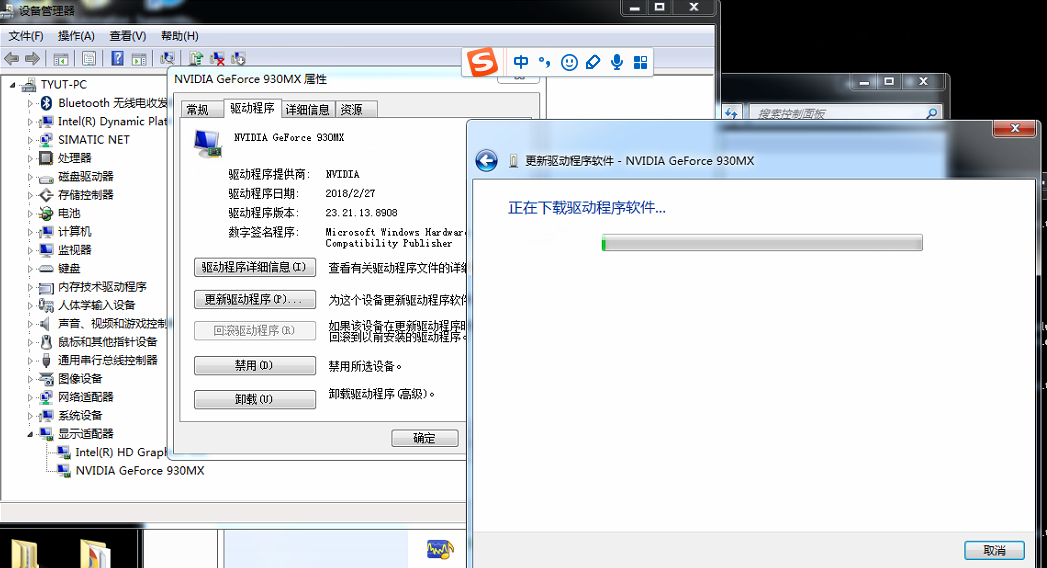 设备管理器
文件(F) 操作(A) 查看(V) 帮助(H)
TYUT-PC
Bluetooth 无线电收发
Intel(R) Dynamic Plat
SIMATIC NET
处理器
磁盘驱动器
存储控制器
电池
计算机
监视器
键盘
内存技术驱动程序
人体学输入设备
声音、视频和游戏控制
鼠标和其他指针设备
通用串行总线控制器
图像设备
网络适配器
系统设备
显示适配器
Intel(R) HD Grap
NVIDIA GeForce 930MX
NVIDIA GeForce 930MX 属性
常规 驱动程序 详细信息 资源
NVIDIA GeForce 930MX
驱动程序提供商: NVIDIA
驱动程序日期: 2018/2/27
驱动程序版本: 23.21.13.8908
数字签名程序: Microsoft Windows Hardware
Compatibility Publisher
驱动程序详细信息(I) 查看有关驱动程序文件的详细
更新驱动程序(P)... 为这个设备更新驱动程序软件
回滚驱动程序(R) 如果该设备在更新驱动程序时
回滚到以前安装的驱动程序。
禁用(D) 禁用所选设备。
卸载(U) 卸载驱动程序(高级)。
确定
S 中
搜索控制面板
更新驱动程序软件 - NVIDIA GeForce 930MX
正在下载驱动程序软件...
取消